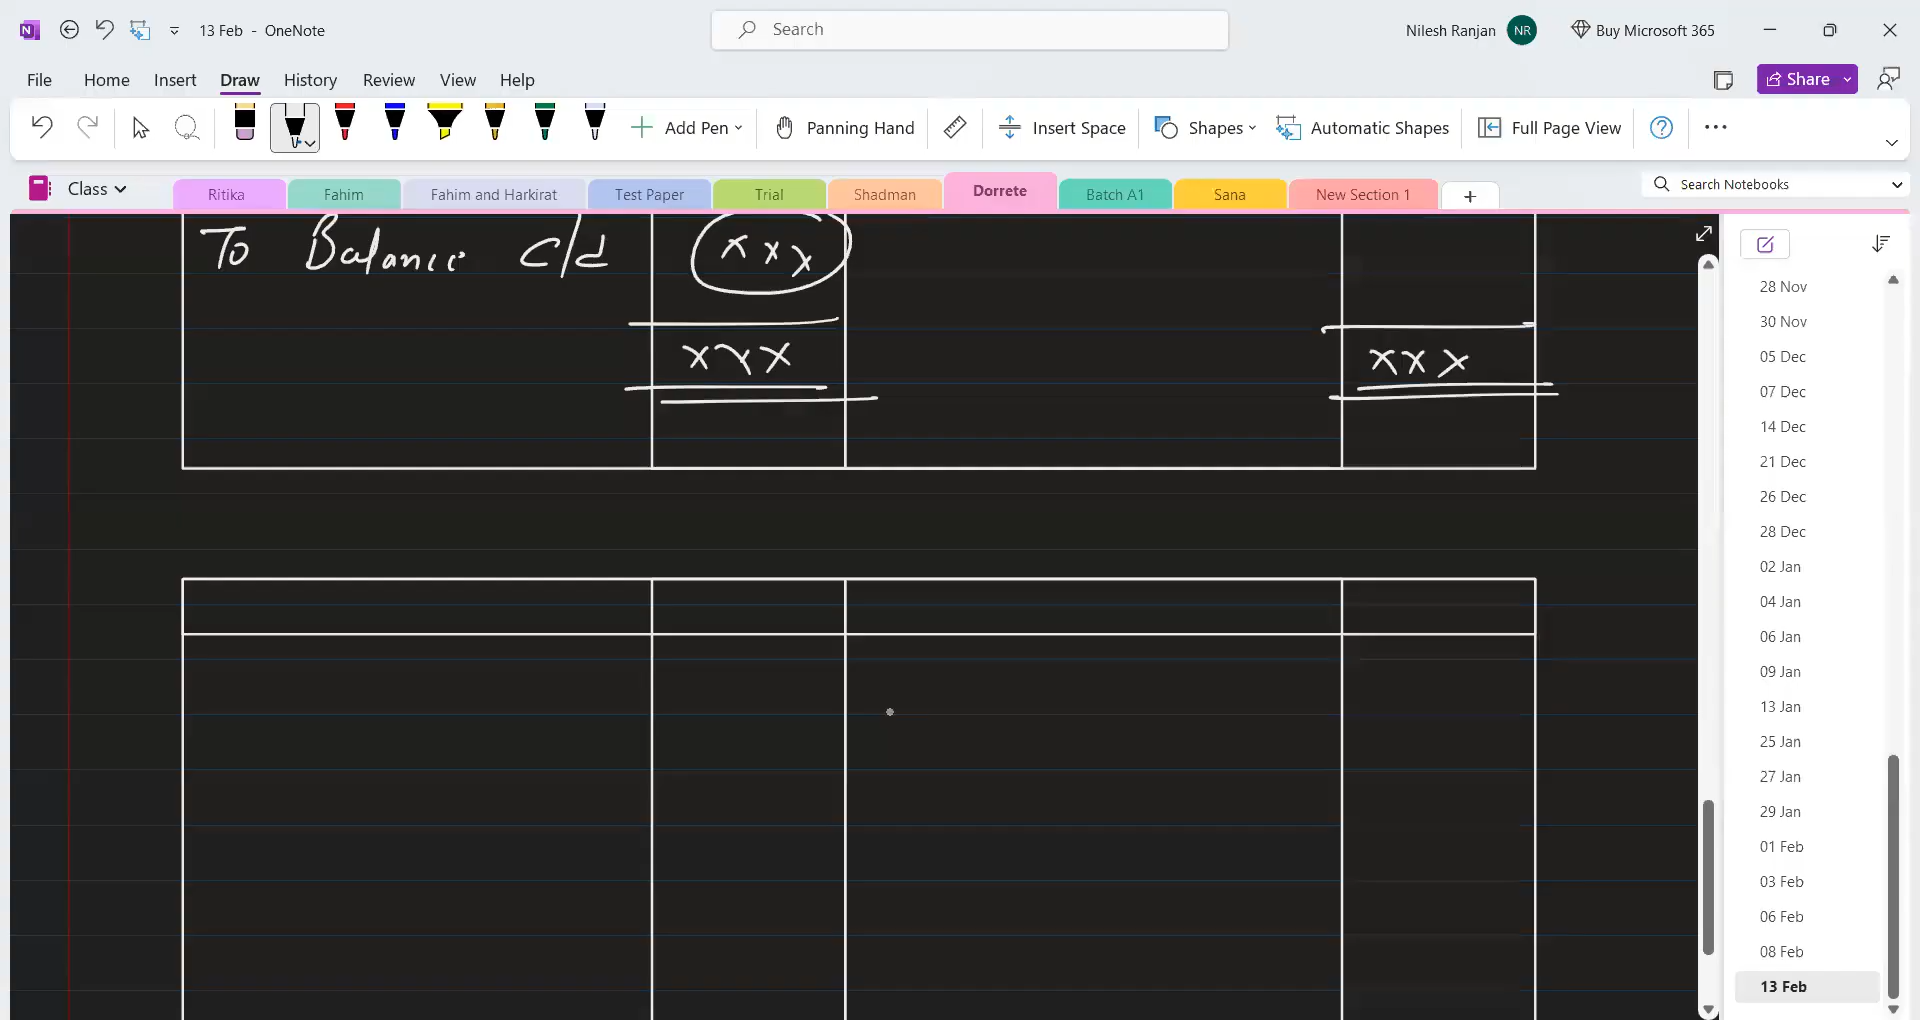 13 Feb - OneNote
Search
Nilesh Ranjan
NR
Buy Microsoft 365
File
Home
Insert
Draw
History
Review
View
Help
Share
Add Pen
Panning Hand
Insert Space
Shapes
Automatic Shapes
Full Page View
Class
Ritika
Fahim
Fahim and Harkirat
Test Paper
Trial
Shadman
Dorrete
Batch A1
Sana
New Section 1
Search Notebooks
To Balance c/d
x x x
x x x
x x x
28 Nov
30 Nov
05 Dec
07 Dec
14 Dec
21 Dec
26 Dec
28 Dec
02 Jan
04 Jan
06 Jan
09 Jan
13 Jan
25 Jan
27 Jan
29 Jan
01 Feb
03 Feb
06 Feb
08 Feb
13 Feb